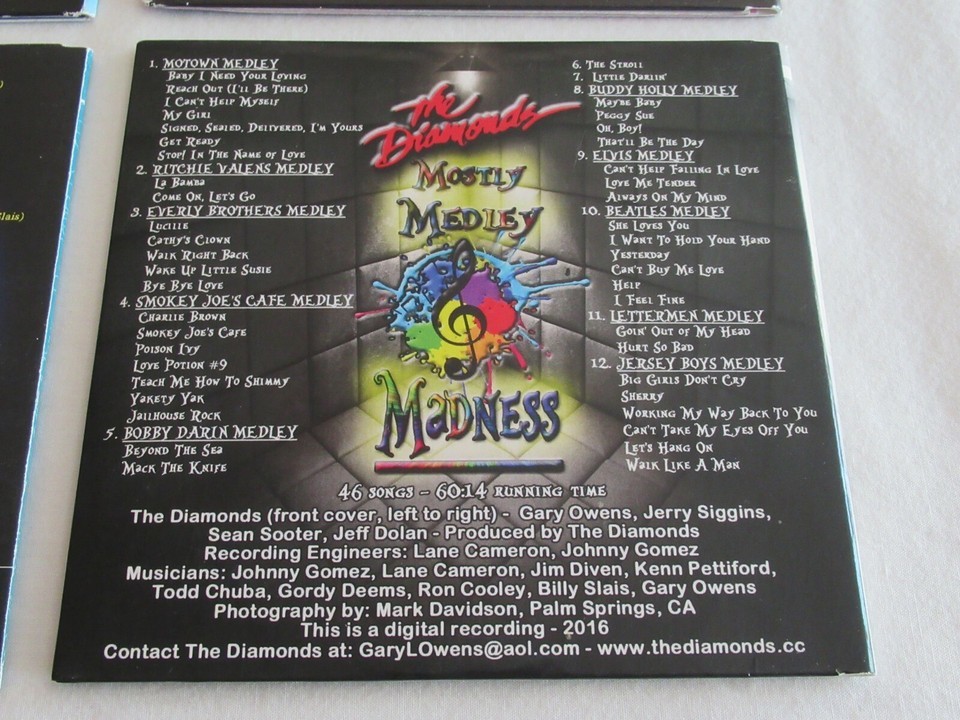 1. MOTOWN MEDLEY
BABY I NEED YOUR LOVING
REACH OUT (I'LL BE THERE)
I CAN'T HELP MYSELF
MY GIRL
SIGNED, SEALED, DELIVERED, I'M YOURS
GET READY
STOP! IN THE NAME OF LOVE
2. RITCHIE VALENS MEDLEY
LA BAMBA
COME ON, LET'S GO
3. EVERLY BROTHERS MEDLEY
LUCILLE
CATHY'S CLOWN
WALK RIGHT BACK
WAKE UP LITTLE SUSIE
BYE BYE LOVE
4. SMOKEY JOE'S CAFE MEDLEY
CHARLIE BROWN
SMOKEY JOE'S CAFE
POISON IVY
LOVE POTION #9
TEACH ME HOW TO SHIMMY
YAKETY YAK
JAILHOUSE ROCK
5. BOBBY DARIN MEDLEY
BEYOND THE SEA
MACK THE KNIFE
The Diamonds
MOSTLY
MEDLEY
MADNESS
6. THE STROLL
7. LITTLE DARLIN'
8. BUDDY HOLLY MEDLEY
MAYBE BABY
PEGGY SUE
OH, BOY!
THAT'LL BE THE DAY
9. ELVIS MEDLEY
CAN'T HELP FALLING IN LOVE
LOVE ME TENDER
ALWAYS ON MY MIND
10. BEATLES MEDLEY
SHE LOVES YOU
I WANT TO HOLD YOUR HAND
YESTERDAY
CAN'T BUY ME LOVE
HELP
I FEEL FINE
11. LETTERMEN MEDLEY
GOIN' OUT OF MY HEAD
HURT SO BAD
12. JERSEY BOYS MEDLEY
BIG GIRLS DON'T CRY
SHERRY
WORKING MY WAY BACK TO YOU
CAN'T TAKE MY EYES OFF YOU
LET'S HANG ON
WALK LIKE A MAN
46 SONGS - 60:14 RUNNING TIME
The Diamonds (front cover, left to right) - Gary Owens, Jerry Siggins,
Sean Sooter, Jeff Dolan - Produced by The Diamonds
Recording Engineers: Lane Cameron, Johnny Gomez
Musicians: Johnny Gomez, Lane Cameron, Jim Diven, Kenn Pettiford,
Todd Chuba, Gordy Deems, Ron Cooley, Billy Slais, Gary Owens
Photography by: Mark Davidson, Palm Springs, CA
This is a digital recording - 2016
Contact The Diamonds at: GaryLOwens@aol.com - www.thediamonds.cc